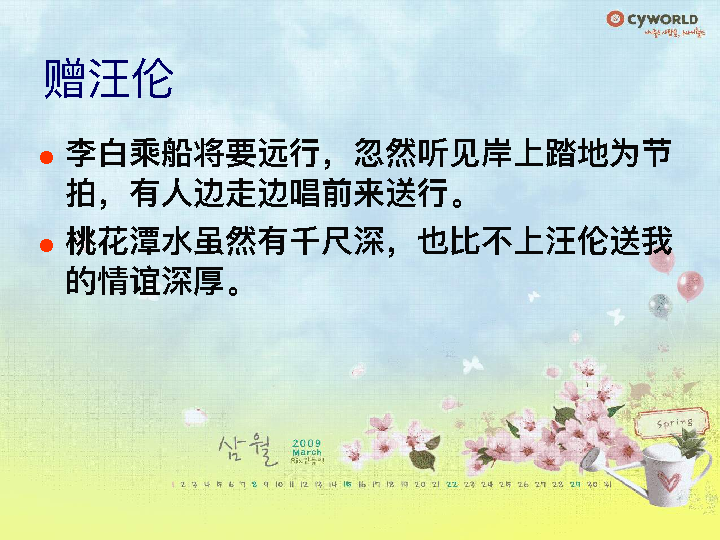 CYWORLD
赠汪伦
李白乘船将要远行，忽然听见岸上踏地为节
拍，有人边走边唱前来送行。
桃花潭水虽然有千尺深，也比不上汪伦送我
的情谊深厚。
Spring
삼월
2009
March
1 2 3 4 5 6 7 8 9 10 11 12 13 14 15 16 17 18 19 20 21 22 23 24 25 26 27 28 29 30 31